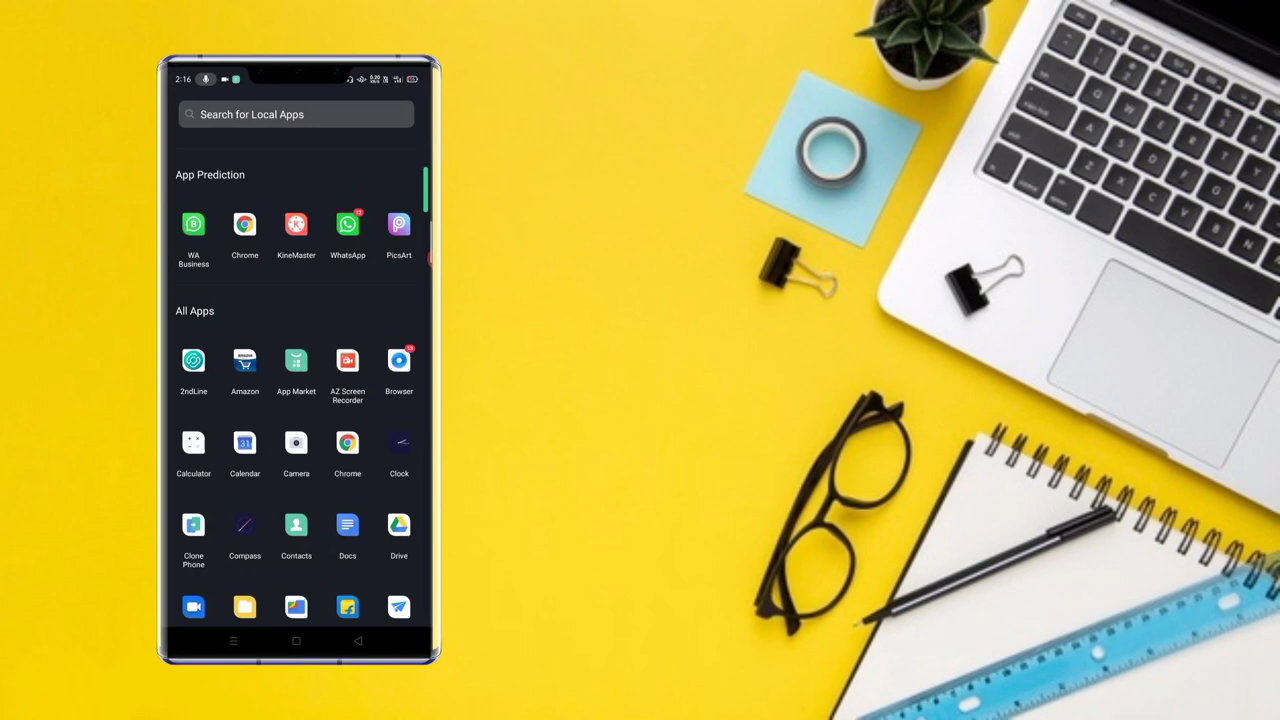 2:16
Search for Local Apps
App Prediction
WA Business
Chrome
KineMaster
WhatsApp
PicsArt
All Apps
2ndLine
Amazon
App Market
AZ Screen Recorder
Browser
Calculator
Calendar
Camera
Chrome
Clock
Clone Phone
Compass
Contacts
Docs
Drive